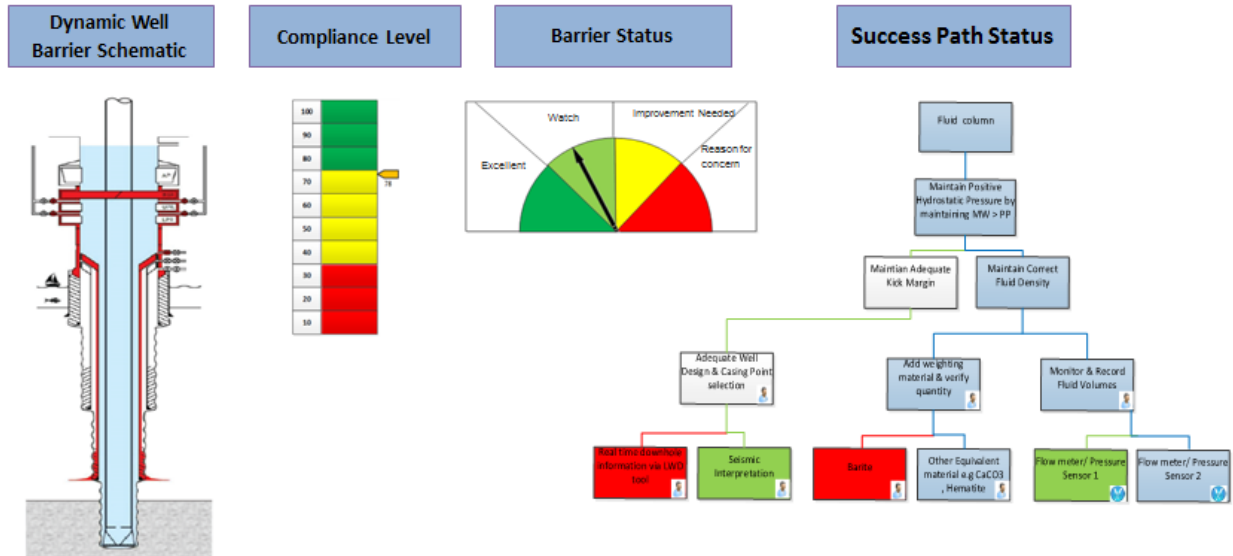 Dynamic Well
Barrier Schematic
Compliance Level
Barrier Status
Success Path Status
100
90
80
70
60
50
40
30
20
10
78
Excellent
Watch
Improvement Needed
Reason for
concern
Fluid column
Maintain Positive
Hydrostatic Pressure by
maintaining MW > PP
Maintian Adequate
Kick Margin
Maintain Correct
Fluid Density
Adequate Well
Design & Casing Point
selection
Add weighting
material & verify
quantity
Monitor & Record
Fluid Volumes
Real time downhole
information via LWD
tool
Seismic
Interpretation
Barite
Other Equivalent
material e.g CaCO3
, Hematite
Flow meter/ Pressure
Sensor 1
Flow meter/ Pressure
Sensor 2